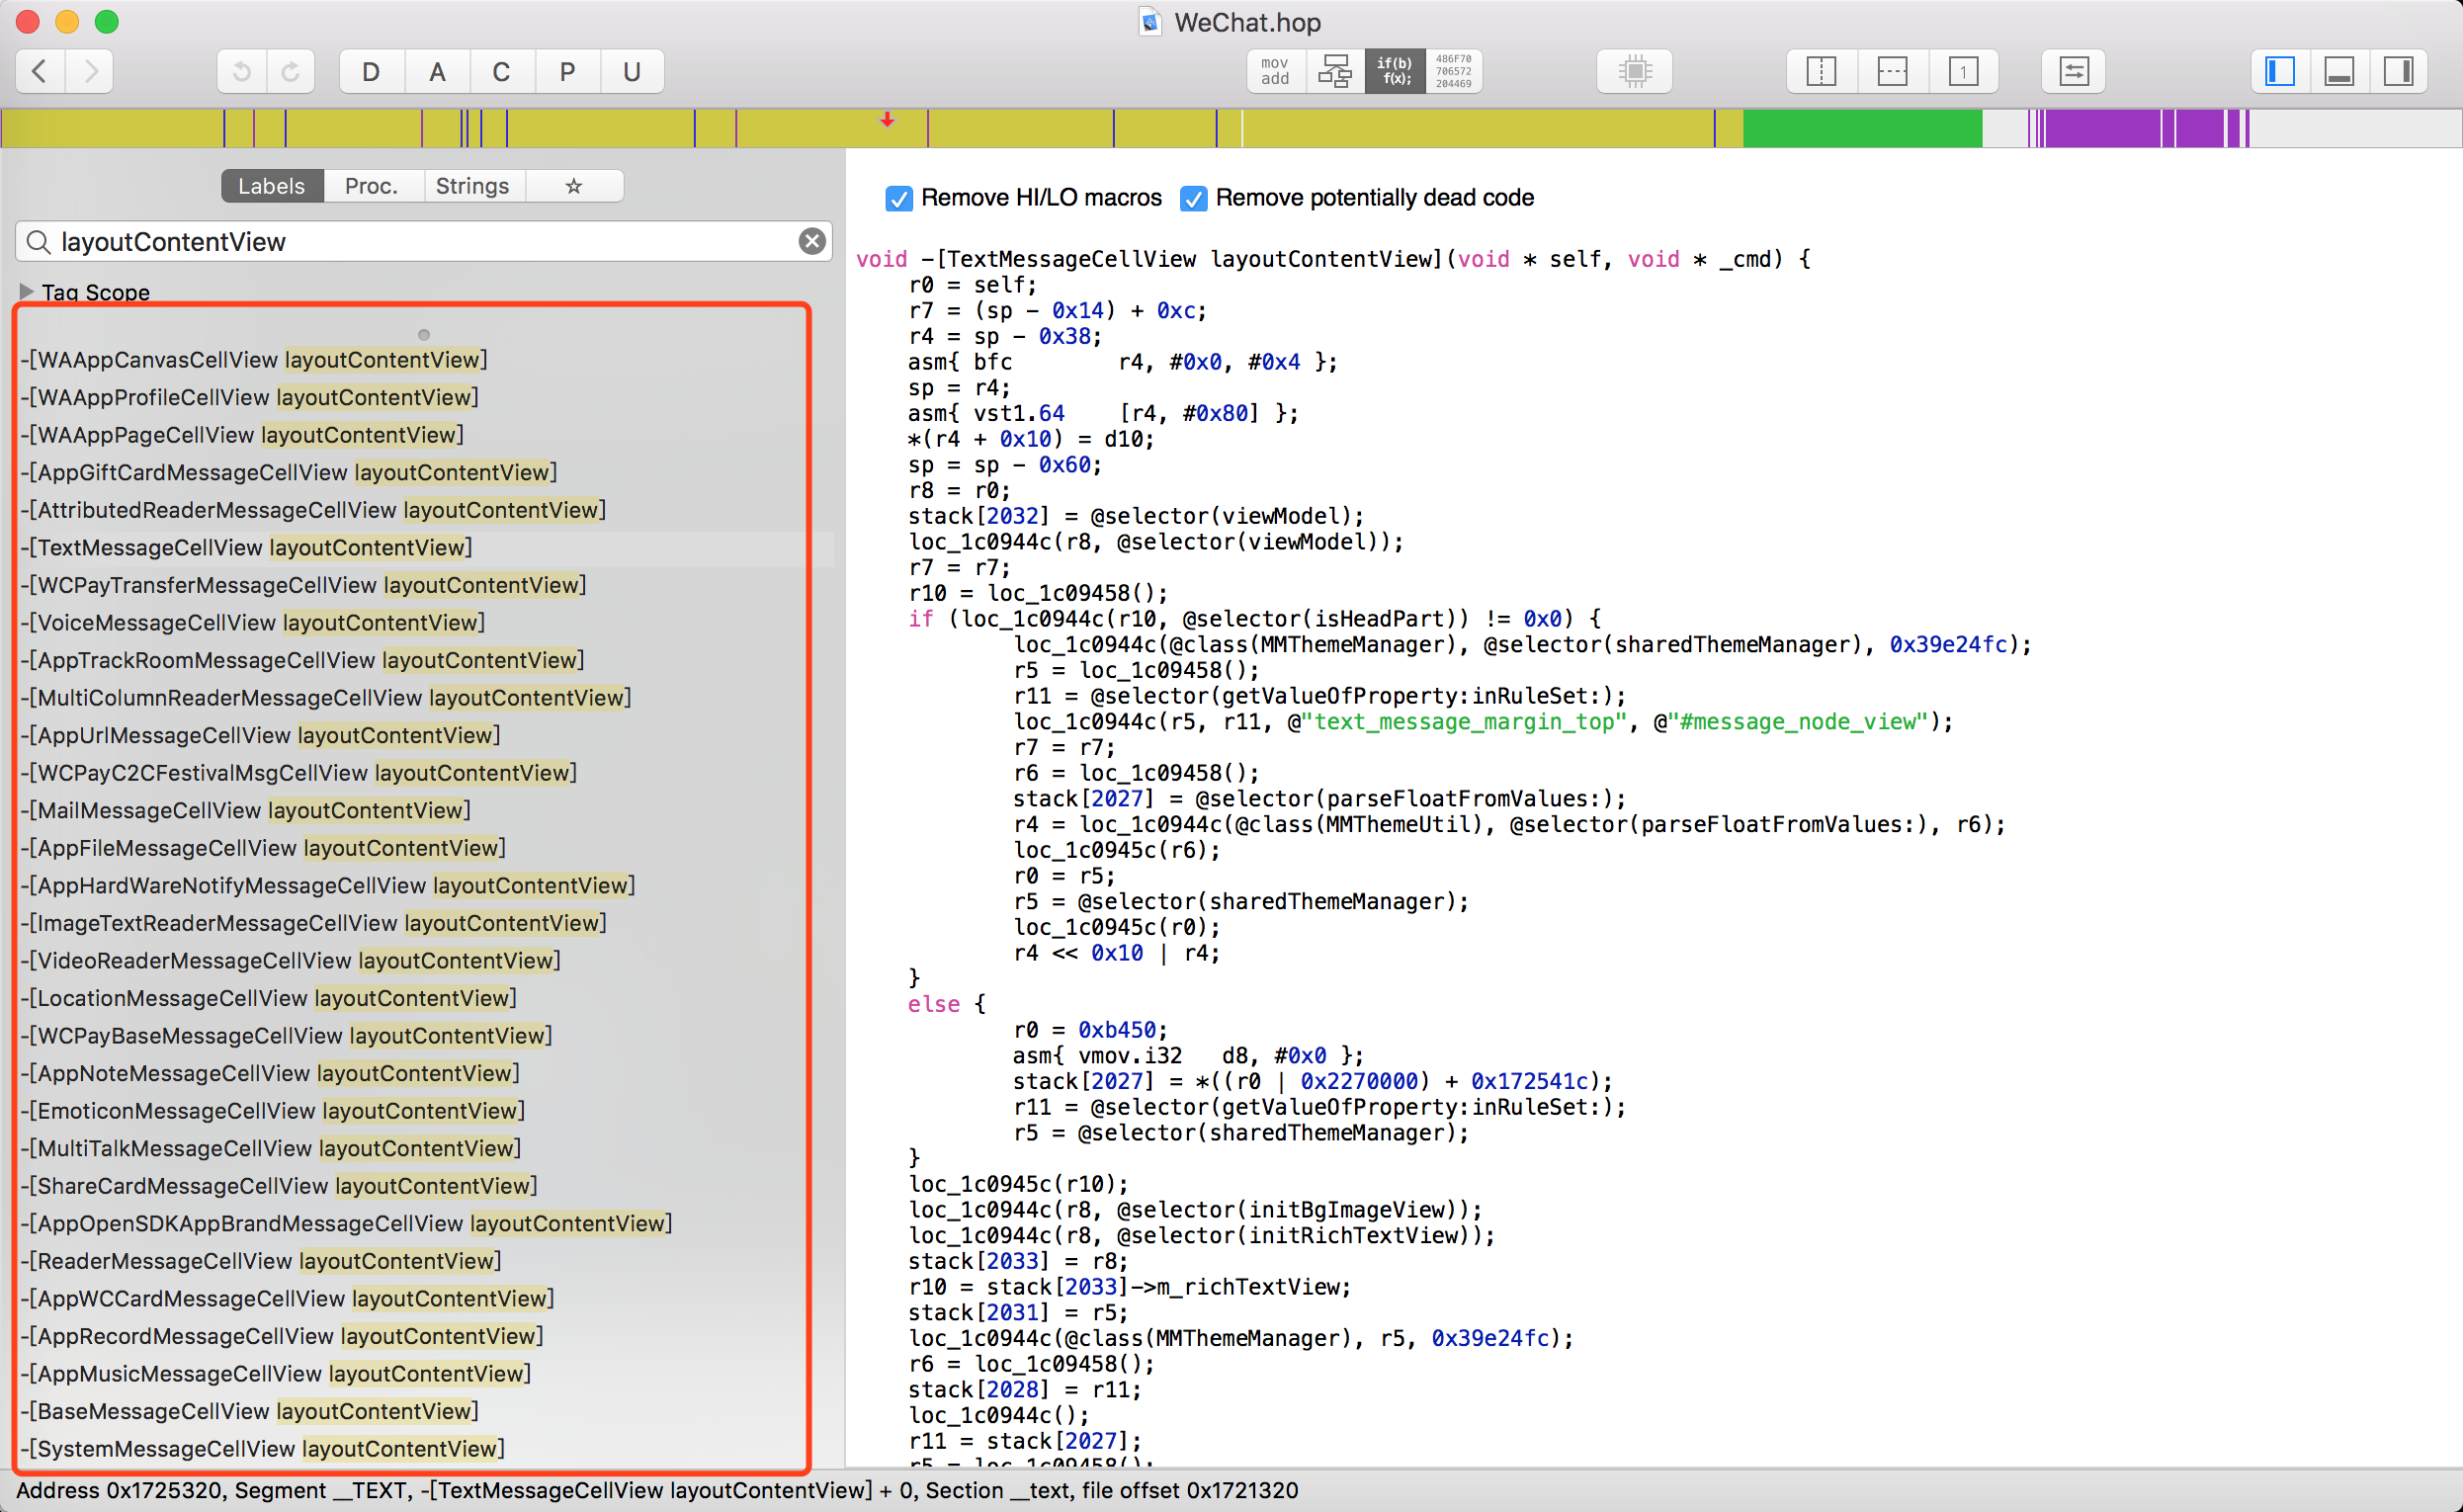 WeChat.hop
D A C P U
mov
add
if(b)
f(x);
486F70
706572
204469
1
Labels Proc. Strings ☆
layoutContentView
Tag Scope
-[WAAppCanvasCellView layoutContentView]
-[WAAppProfileCellView layoutContentView]
-[WAAppPageCellView layoutContentView]
-[AppGiftCardMessageCellView layoutContentView]
-[AttributedReaderMessageCellView layoutContentView]
-[TextMessageCellView layoutContentView]
-[WCPayTransferMessageCellView layoutContentView]
-[VoiceMessageCellView layoutContentView]
-[AppTrackRoomMessageCellView layoutContentView]
-[MultiColumnReaderMessageCellView layoutContentView]
-[AppUrlMessageCellView layoutContentView]
-[WCPayC2CFestivalMsgCellView layoutContentView]
-[MailMessageCellView layoutContentView]
-[AppFileMessageCellView layoutContentView]
-[AppHardWareNotifyMessageCellView layoutContentView]
-[ImageTextReaderMessageCellView layoutContentView]
-[VideoReaderMessageCellView layoutContentView]
-[LocationMessageCellView layoutContentView]
-[WCPayBaseMessageCellView layoutContentView]
-[AppNoteMessageCellView layoutContentView]
-[EmoticonMessageCellView layoutContentView]
-[MultiTalkMessageCellView layoutContentView]
-[ShareCardMessageCellView layoutContentView]
-[AppOpenSDKAppBrandMessageCellView layoutContentView]
-[ReaderMessageCellView layoutContentView]
-[AppWCCardMessageCellView layoutContentView]
-[AppRecordMessageCellView layoutContentView]
-[AppMusicMessageCellView layoutContentView]
-[BaseMessageCellView layoutContentView]
-[SystemMessageCellView layoutContentView]
Remove HI/LO macros Remove potentially dead code
void -[TextMessageCellView layoutContentView](void * self, void * _cmd) {
r0 = self;
r7 = (sp - 0x14) + 0xc;
r4 = sp - 0x38;
asm{ bfc r4, #0x0, #0x4 };
sp = r4;
asm{ vst1.64 [r4, #0x80] };
*(r4 + 0x10) = d10;
sp = sp - 0x60;
r8 = r0;
stack[2032] = @selector(viewModel);
loc_1c0944c(r8, @selector(viewModel));
r7 = r7;
r10 = loc_1c09458();
if (loc_1c0944c(r10, @selector(isHeadPart)) != 0x0) {
loc_1c0944c(@class(MMThemeManager), @selector(sharedThemeManager), 0x39e24fc);
r5 = loc_1c09458();
r11 = @selector(getValueOfProperty:inRuleSet:);
loc_1c0944c(r5, r11, @"text_message_margin_top", @"#message_node_view");
r7 = r7;
r6 = loc_1c09458();
stack[2027] = @selector(parseFloatFromValues:);
r4 = loc_1c0944c(@class(MMThemeUtil), @selector(parseFloatFromValues:), r6);
loc_1c0945c(r6);
r0 = r5;
r5 = @selector(sharedThemeManager);
loc_1c0945c(r0);
r4 << 0x10 | r4;
}
else {
r0 = 0xb450;
asm{ vmov.i32 d8, #0x0 };
stack[2027] = *((r0 | 0x2270000) + 0x172541c);
r11 = @selector(getValueOfProperty:inRuleSet:);
r5 = @selector(sharedThemeManager);
}
loc_1c0945c(r10);
loc_1c0944c(r8, @selector(initBgImageView));
loc_1c0944c(r8, @selector(initRichTextView));
stack[2033] = r8;
r10 = stack[2033]->m_richTextView;
stack[2031] = r5;
loc_1c0944c(@class(MMThemeManager), r5, 0x39e24fc);
r6 = loc_1c09458();
stack[2028] = r11;
loc_1c0944c();
r11 = stack[2027];
r5 = loc_1c09458();
Address 0x1725320, Segment __TEXT, -[TextMessageCellView layoutContentView] + 0, Section __text, file offset 0x1721320